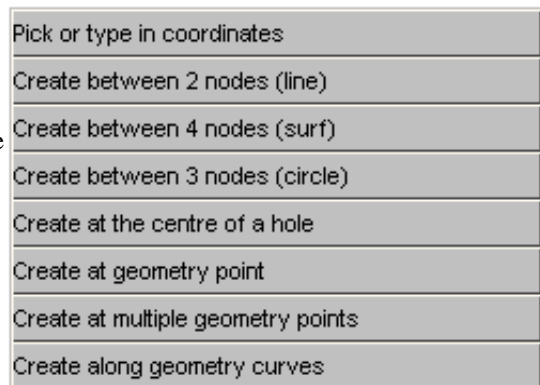 Pick or type in coordinates
Create between 2 nodes (line)
Create between 4 nodes (surf)
e
Create between 3 nodes (circle)
Create at the centre of a hole
Create at geometry point
Create at multiple geometry points
Create along geometry curves